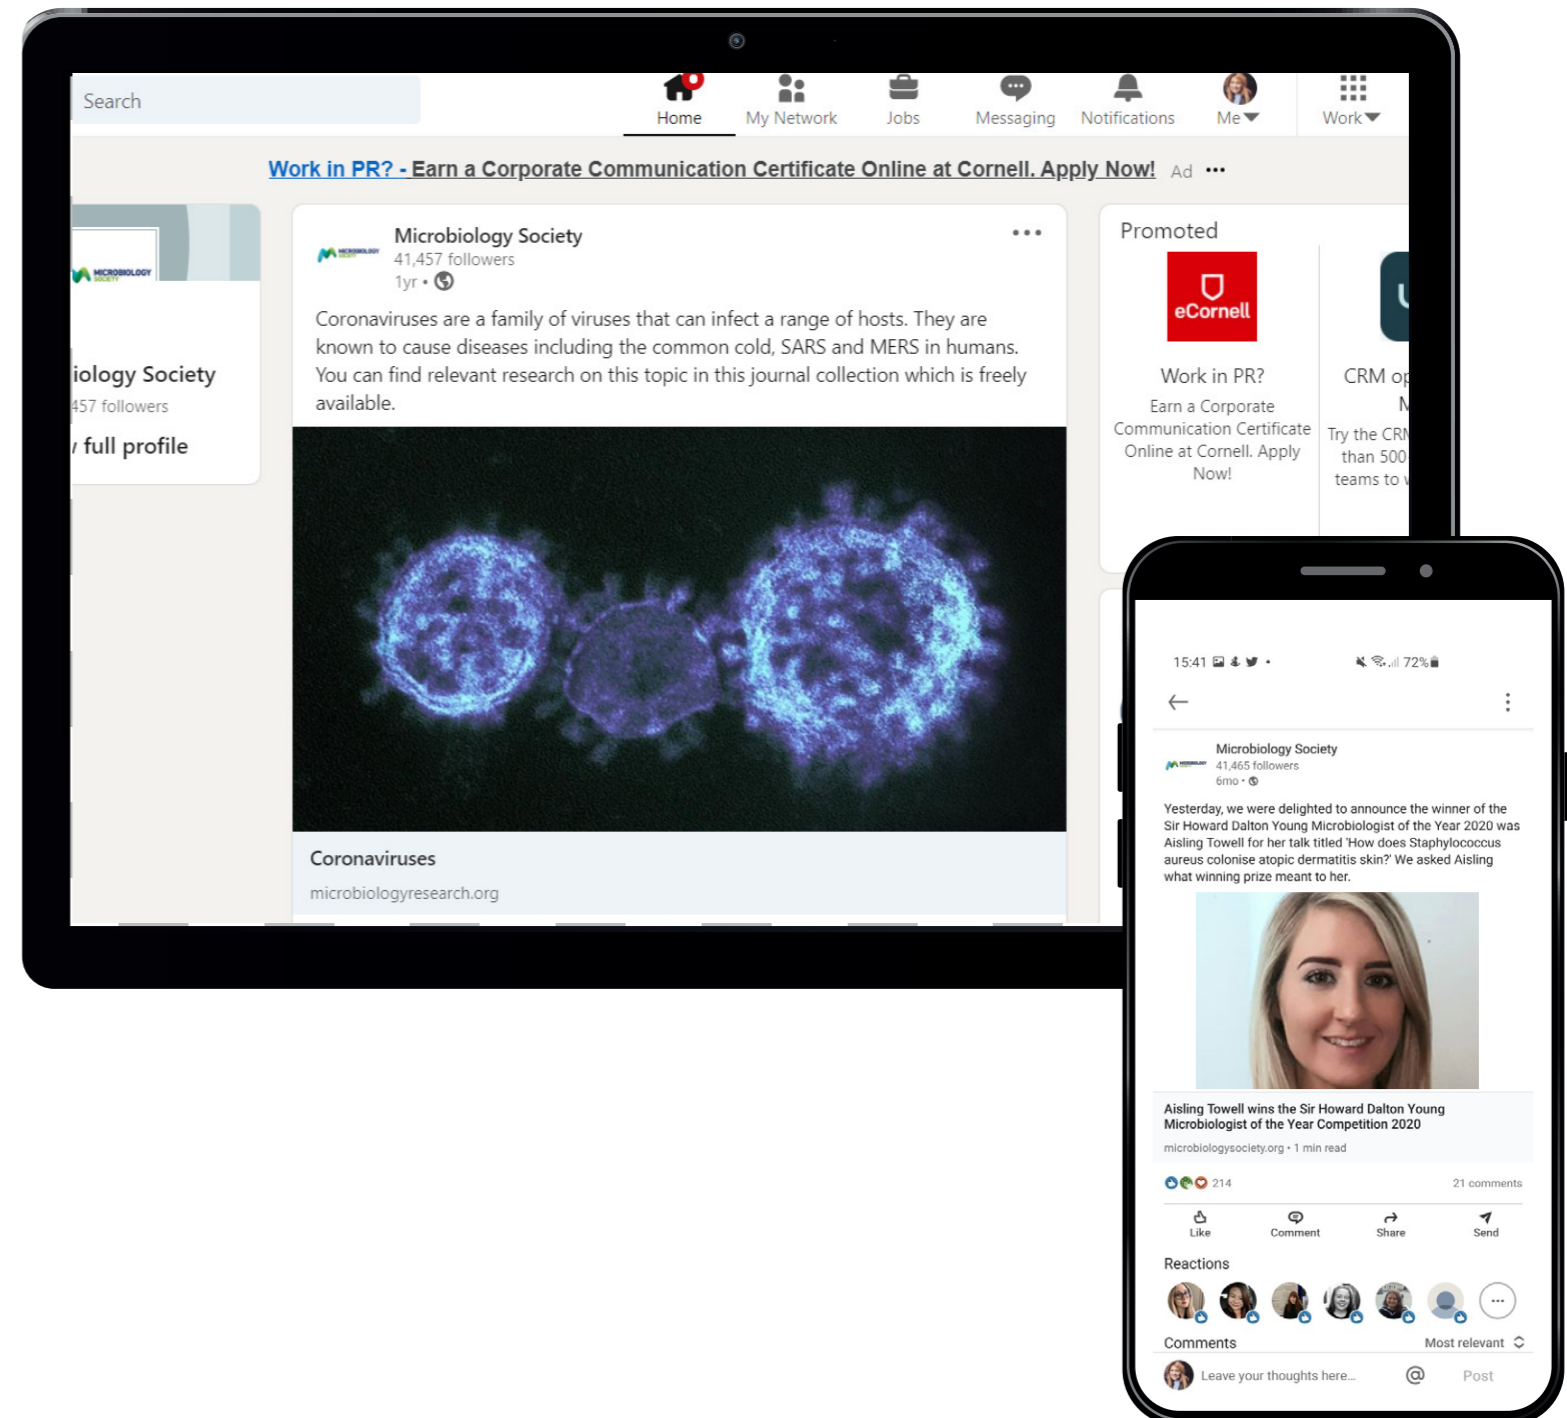 Search
Home
My Network
Jobs
Messaging
Notifications
Me
Work
Work in PR? - Earn a Corporate Communication Certificate Online at Cornell. Apply Now! Ad
MICROBIOLOGY
SOCIETY
iology Society
457 followers
full profile
MICROBIOLOGY
SOCIETY
Microbiology Society
41,457 followers
1yr •
Coronaviruses are a family of viruses that can infect a range of hosts. They are
known to cause diseases including the common cold, SARS and MERS in humans.
You can find relevant research on this topic in this journal collection which is freely
available.
Coronaviruses
microbiologyresearch.org
Promoted
eCornell
Work in PR?
Earn a Corporate
Communication Certificate
Online at Cornell. Apply
Now!
CRM op
M
Try the CRM
than 500
teams to w
15:41
72%
MICROBIOLOGY
SOCIETY
Microbiology Society
41,465 followers
6mo •
Yesterday, we were delighted to announce the winner of the
Sir Howard Dalton Young Microbiologist of the Year 2020 was
Aisling Towell for her talk titled 'How does Staphylococcus
aureus colonise atopic dermatitis skin?' We asked Aisling
what winning prize meant to her.
Aisling Towell wins the Sir Howard Dalton Young
Microbiologist of the Year Competition 2020
microbiologysociety.org • 1 min read
214
21 comments
Like
Comment
Share
Send
Reactions
Comments
Most relevant
Leave your thoughts here...
@
Post